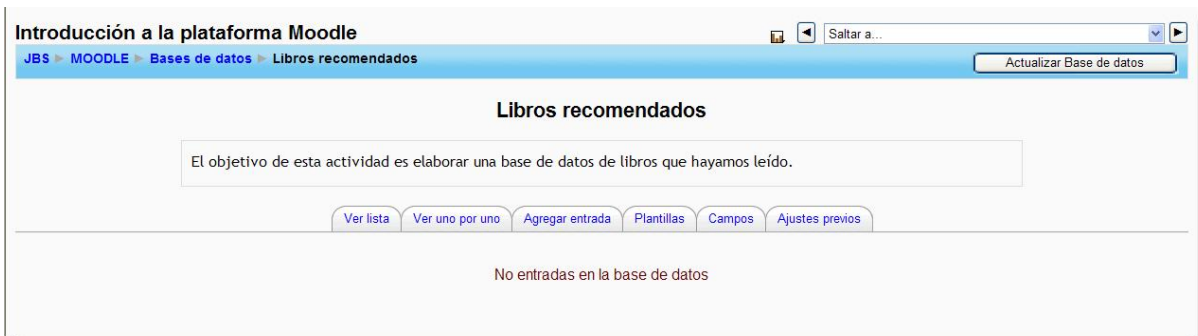 Introducción a la plataforma Moodle
Saltar a...
JBS ► MOODLE ► Bases de datos ► Libros recomendados
Actualizar Base de datos
Libros recomendados
El objetivo de esta actividad es elaborar una base de datos de libros que hayamos leído.
Ver lista Ver uno por uno Agregar entrada Plantillas Campos Ajustes previos
No entradas en la base de datos